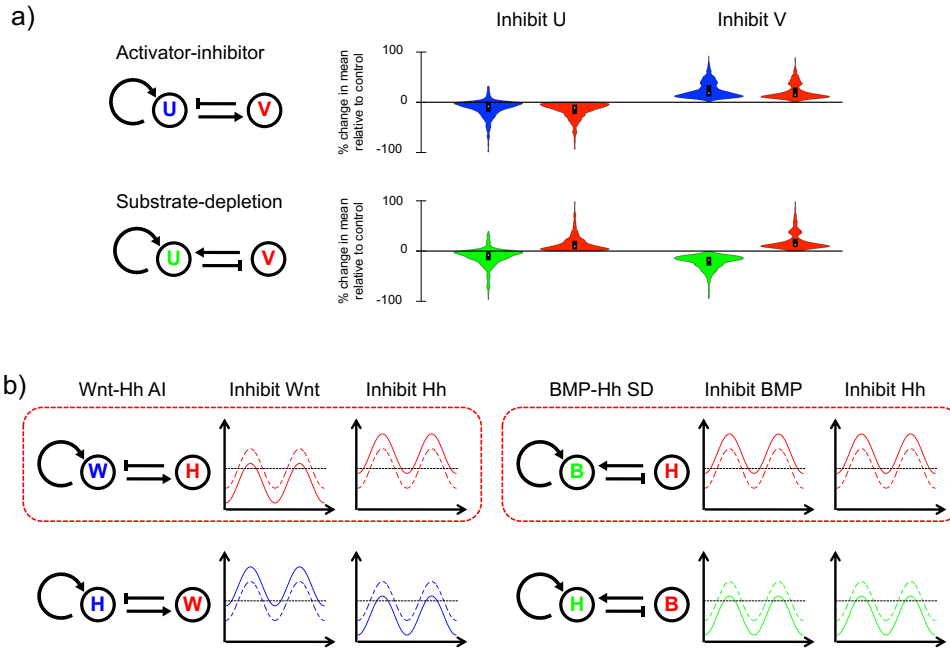 a)
Inhibit U Inhibit V
Activator-inhibitor
U V
% change in mean
relative to control
100
0
-100
Substrate-depletion
U V
% change in mean
relative to control
100
0
-100
b)
Wnt-Hh AI Inhibit Wnt Inhibit Hh BMP-Hh SD Inhibit BMP Inhibit Hh
W H B H
H W H B